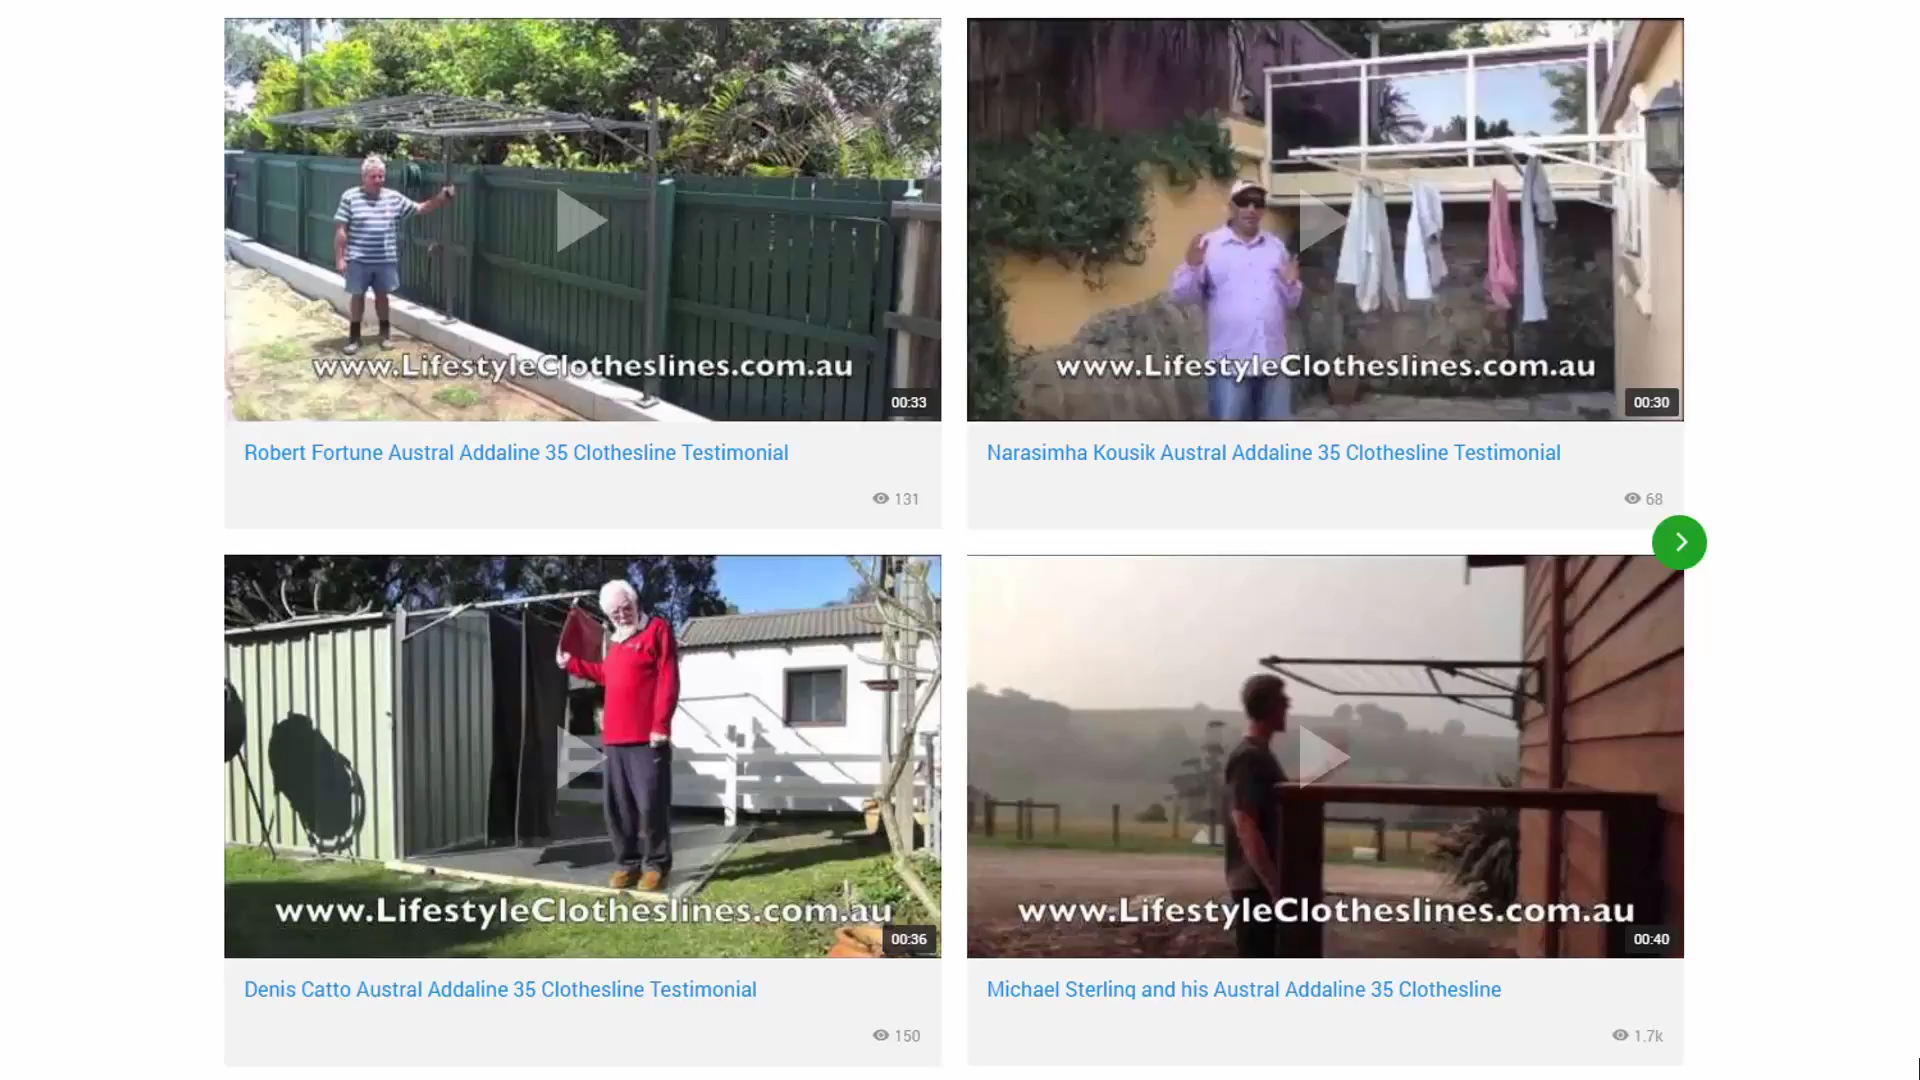 www.LifestyleClotheslines.com.au
00:33
Robert Fortune Austral Addaline 35 Clothesline Testimonial
131
www.LifestyleClotheslines.com.au
00:30
Narasimha Kousik Austral Addaline 35 Clothesline Testimonial
68
www.LifestyleClotheslines.com.au
00:36
Denis Catto Austral Addaline 35 Clothesline Testimonial
150
www.LifestyleClotheslines.com.au
00:40
Michael Sterling and his Austral Addaline 35 Clothesline
1.7k